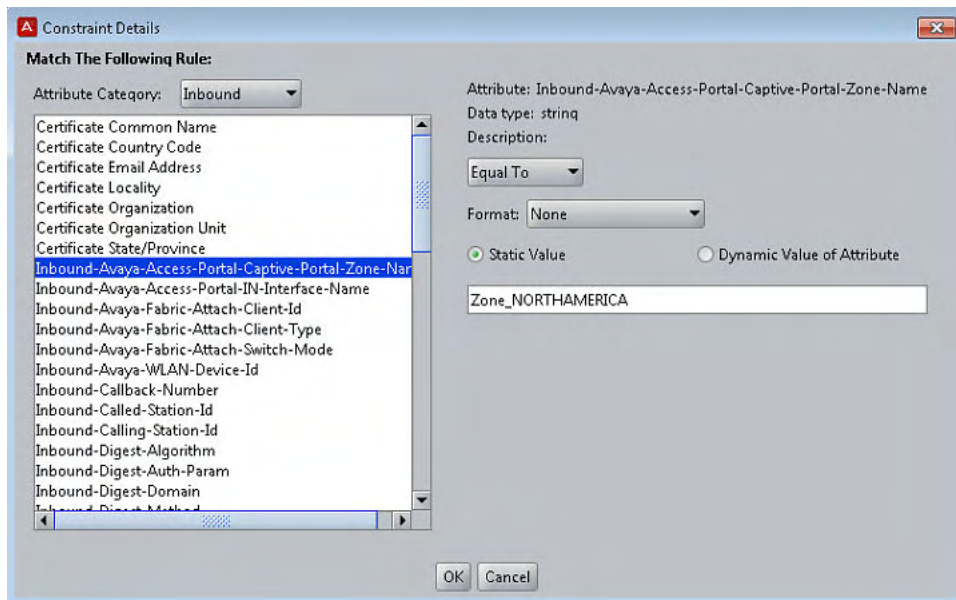 Constraint Details
Match The Following Rule:
Attribute Category: Inbound
Certificate Common Name
Certificate Country Code
Certificate Email Address
Certificate Locality
Certificate Organization
Certificate Organization Unit
Certificate State/Province
Inbound-Avaya-Access-Portal-Captive-Portal-Zone-Nar
Inbound-Avaya-Access-Portal-IN-Interface-Name
Inbound-Avaya-Fabric-Attach-Client-Id
Inbound-Avaya-Fabric-Attach-Client-Type
Inbound-Avaya-Fabric-Attach-Switch-Mode
Inbound-Avaya-WLAN-Device-Id
Inbound-Callback-Number
Inbound-Called-Station-Id
Inbound-Calling-Station-Id
Inbound-Digest-Algorithm
Inbound-Digest-Auth-Param
Inbound-Digest-Domain
Inbound-Digest-Method
Attribute: Inbound-Avaya-Access-Portal-Captive-Portal-Zone-Name
Data type: string
Description:
Equal To
Format: None
Static Value
Dynamic Value of Attribute
Zone_NORTHAMERICA
OK
Cancel